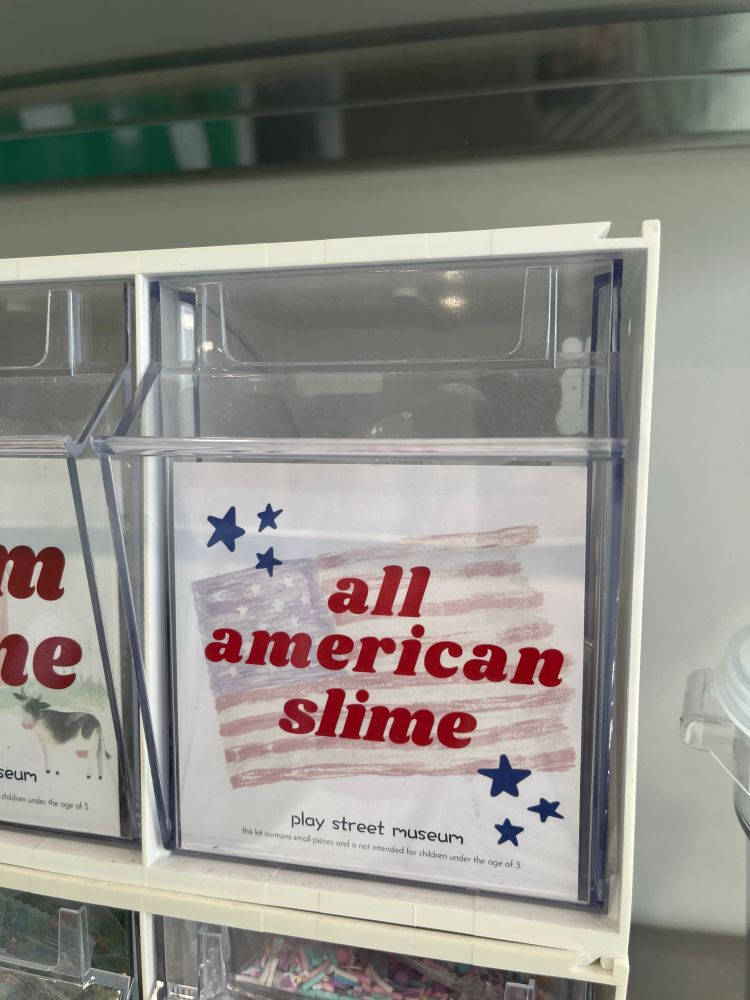 all
american
slime
play street museum
this kit contains small pieces and is not intended for children under the age of 3
children under the age of 3